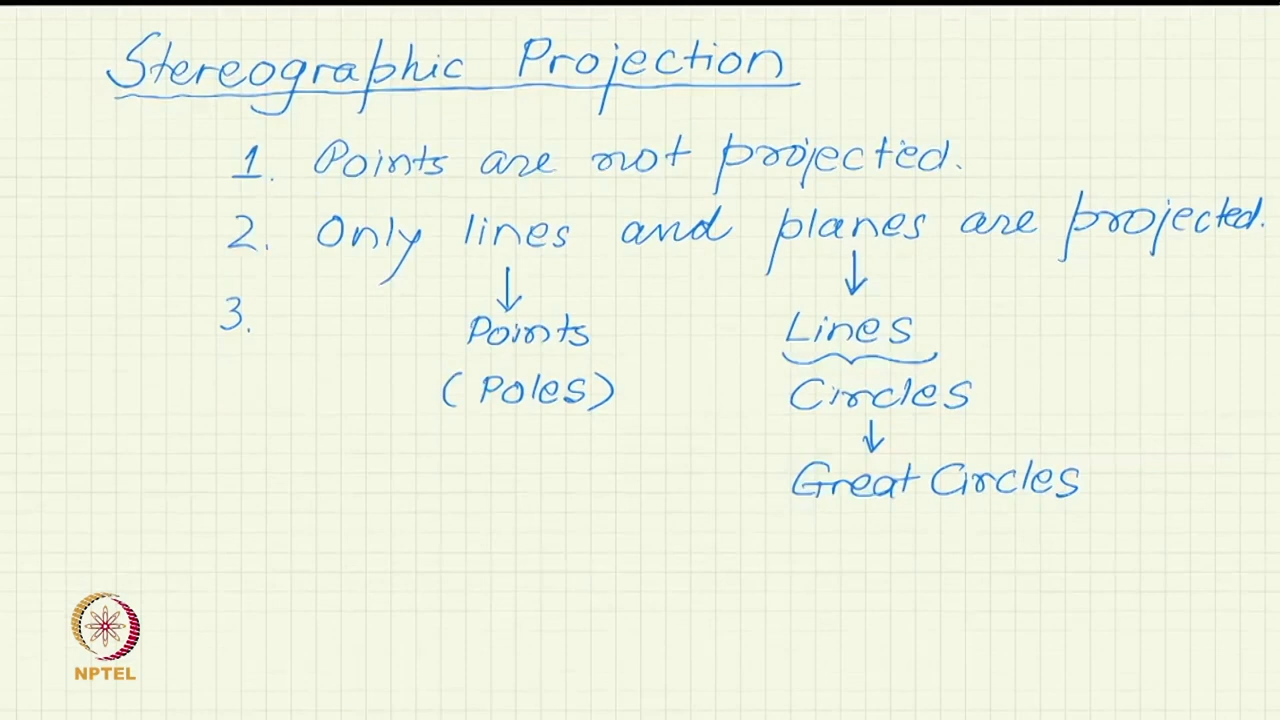 Stereographic Projection
1. Points are not projected.
2. Only lines and planes are projected.
↓ ↓
3. Points Lines
(Poles) Circles
↓
Great Circles
NPTEL